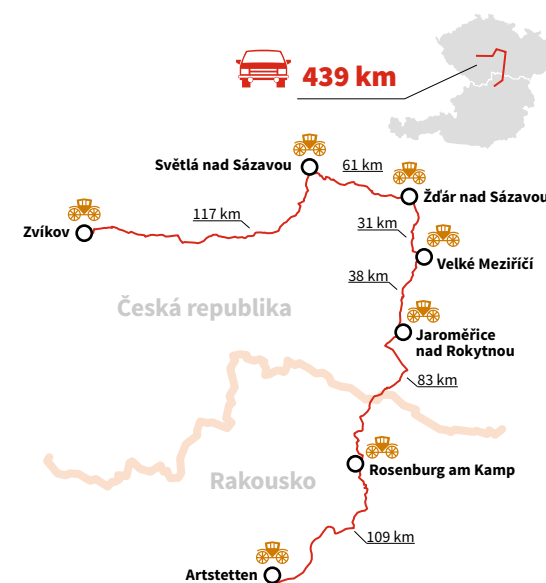 439 km
Světlá nad Sázavou
61 km
Žďár nad Sázavou
117 km
Zvíkov
31 km
Velké Meziříčí
38 km
Česká republika
Jaroměřice
nad Rokytnou
83 km
Rosenburg am Kamp
Rakousko
109 km
Artstetten